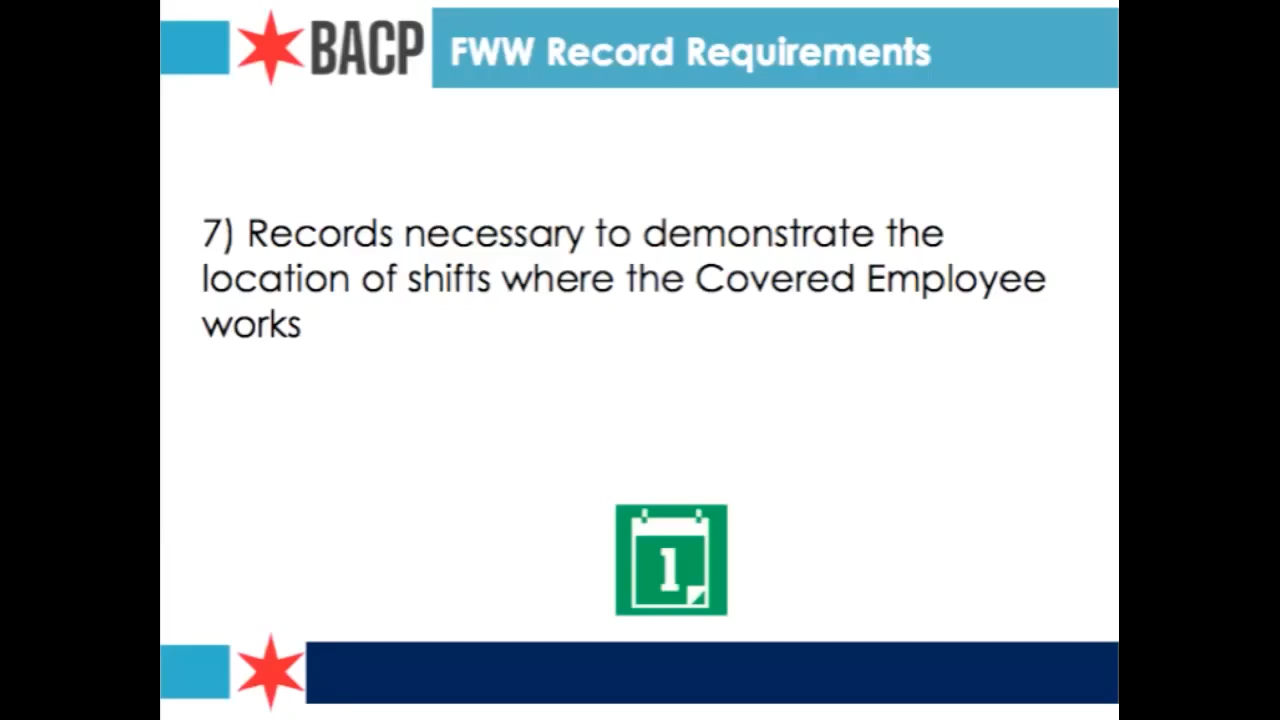 BACP FWW Record Requirements
7) Records necessary to demonstrate the
location of shifts where the Covered Employee
works
1